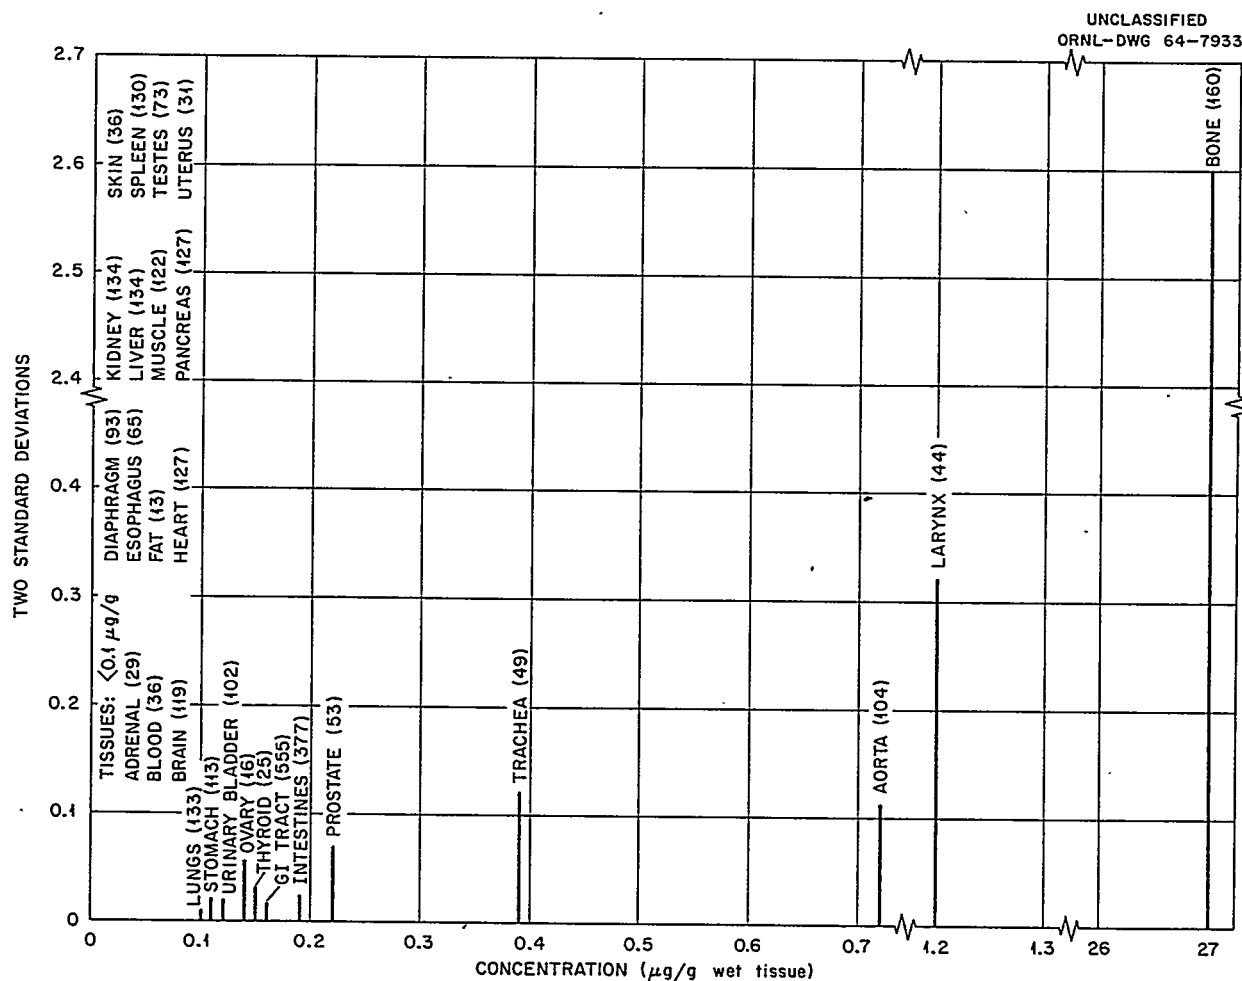 UNCLASSIFIED
ORNL-DWG 64-7933
2.7
2.6
2.5
2.4
0.4
0.3
0.2
0.1
0
TWO STANDARD DEVIATIONS
SKIN (36)
SPLEEN (130)
TESTES (73)
UTERUS (31)
KIDNEY (134)
LIVER (134)
MUSCLE (122)
PANCREAS (127)
DIAPHRAGM (93)
ESOPHAGUS (65)
FAT (13)
HEART (127)
TISSUES: <0.1 μg/g
ADRENAL (29)
BLOOD (36)
BRAIN (119)
LUNGS (133)
STOMACH (113)
URINARY BLADDER (102)
OVARY (16)
THYROID (25)
GI TRACT (555)
INTESTINES (377)
PROSTATE (53)
TRACHEA (49)
AORTA (104)
LARYNX (44)
BONE (160)
0 0.1 0.2 0.3 0.4 0.5 0.6 0.7 1.2 1.3 26 27
CONCENTRATION (μg/g wet tissue)